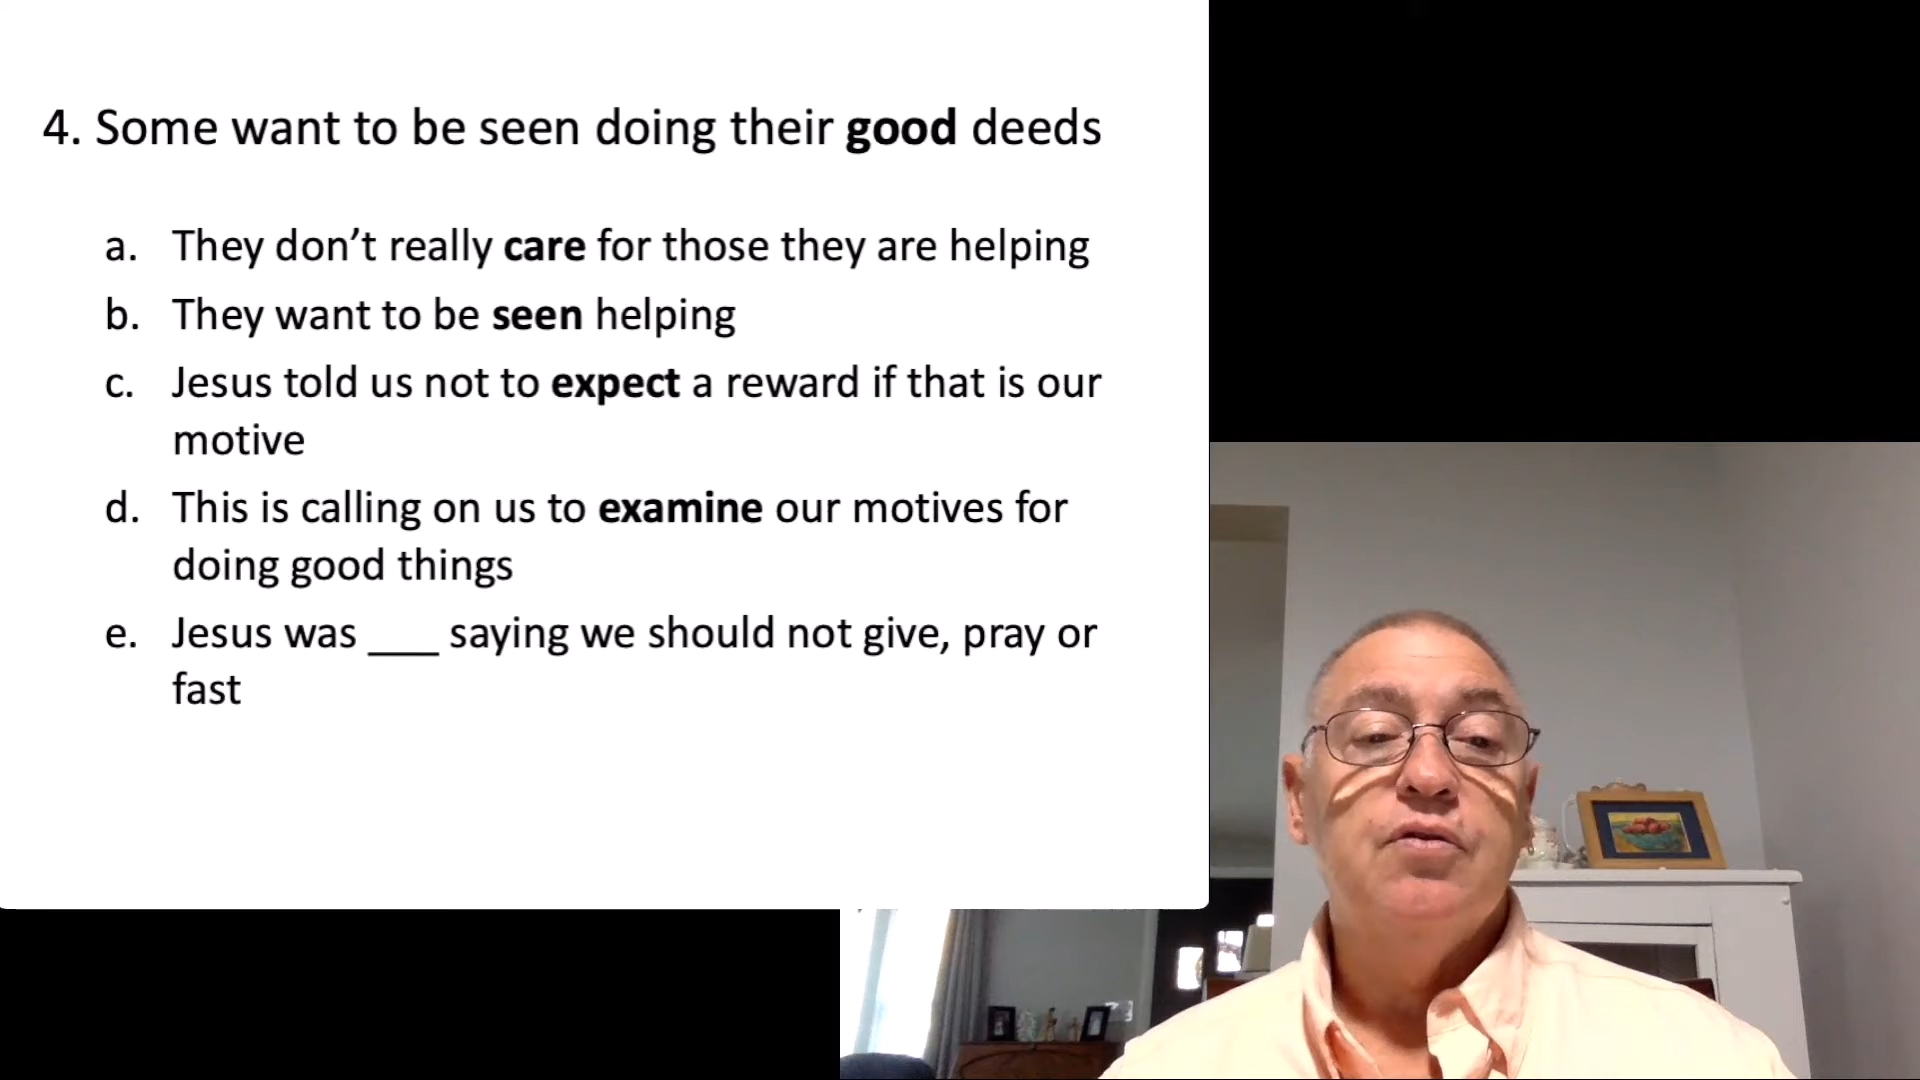 4. Some want to be seen doing their good deeds
a. They don’t really care for those they are helping
b. They want to be seen helping
c. Jesus told us not to expect a reward if that is our
motive
d. This is calling on us to examine our motives for
doing good things
e. Jesus was ___ saying we should not give, pray or
fast